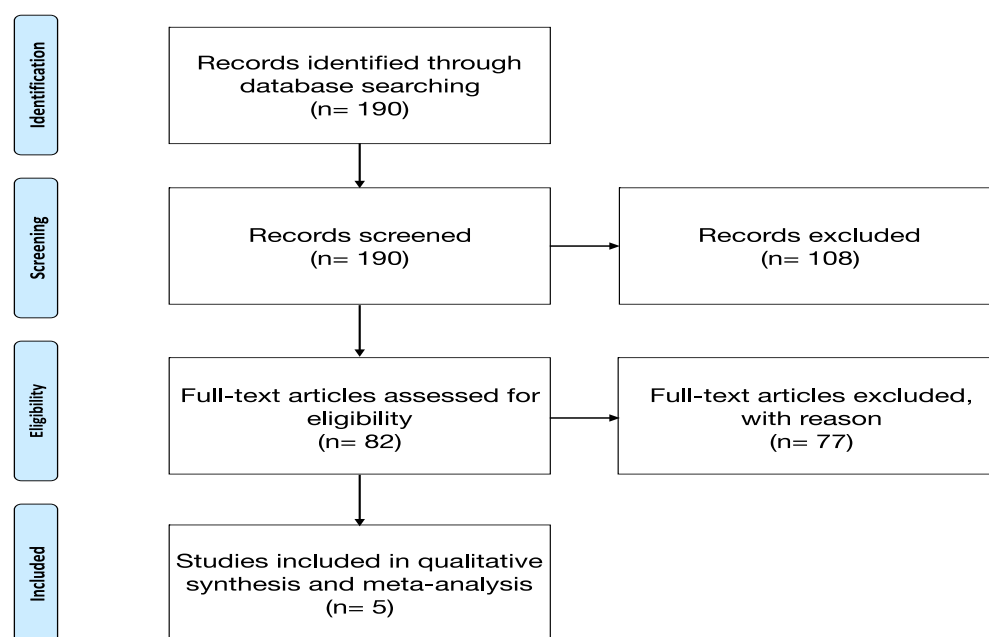 Identification
Records identified through
database searching
(n= 190)
Screening
Records screened
(n= 190)
Records excluded
(n= 108)
Eligibility
Full-text articles assessed for
eligibility
(n= 82)
Full-text articles excluded,
with reason
(n= 77)
Included
Studies included in qualitative
synthesis and meta-analysis
(n= 5)